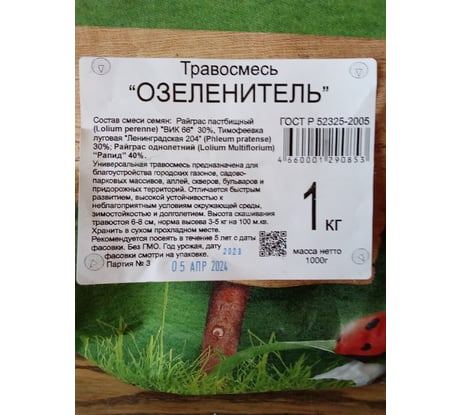 Травосмесь
"ОЗЕЛЕНИТЕЛЬ"
Состав смеси семян: Райграс пастбищный
(Lolium perenne) "ВИК 66" 30%, Тимофеевка
луговая "Ленинградская 204" (Phleum pratense)
30%; Райграс однолетний (Lolium Multiflorium)
"Рапид" 40%.
Универсальная травосмесь предназначена для
благоустройства городских газонов, садово-
парковых массивов, аллей, скверов, бульваров и
придорожных территорий. Отличается быстрым
развитием, высокой устойчивостью к
неблагоприятным условиям окружающей среды,
зимостойкостью и долголетием. Высота скашивания
травостоя 6-8 см, норма высева 3-5 кг на 100 м.кв.
Хранить в сухом прохладном месте.
Рекомендуется посеять в течение 5 лет с даты
фасовки. Без ГМО. Год урожая, дату 2023
фасовки смотри на упаковке.
Партия № 3 05 АПР 2024
ГОСТ Р 52325-2005
4 660001 290853
1 кг
масса нетто
1000г